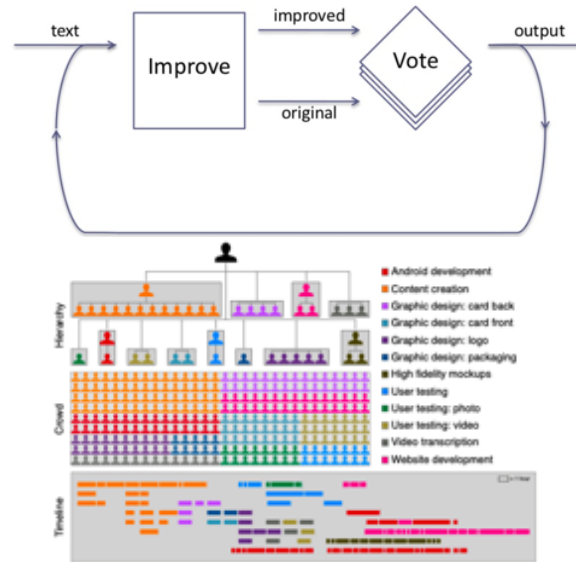 text
improved
output
Improve
Vote
original
Hierarchy
Android development
Content creation
Graphic design: card back
Graphic design: card front
Graphic design: logo
Graphic design: packaging
High fidelity mockups
User testing
User testing: photo
User testing: video
Video transcription
Website development
Crowd
Timeline